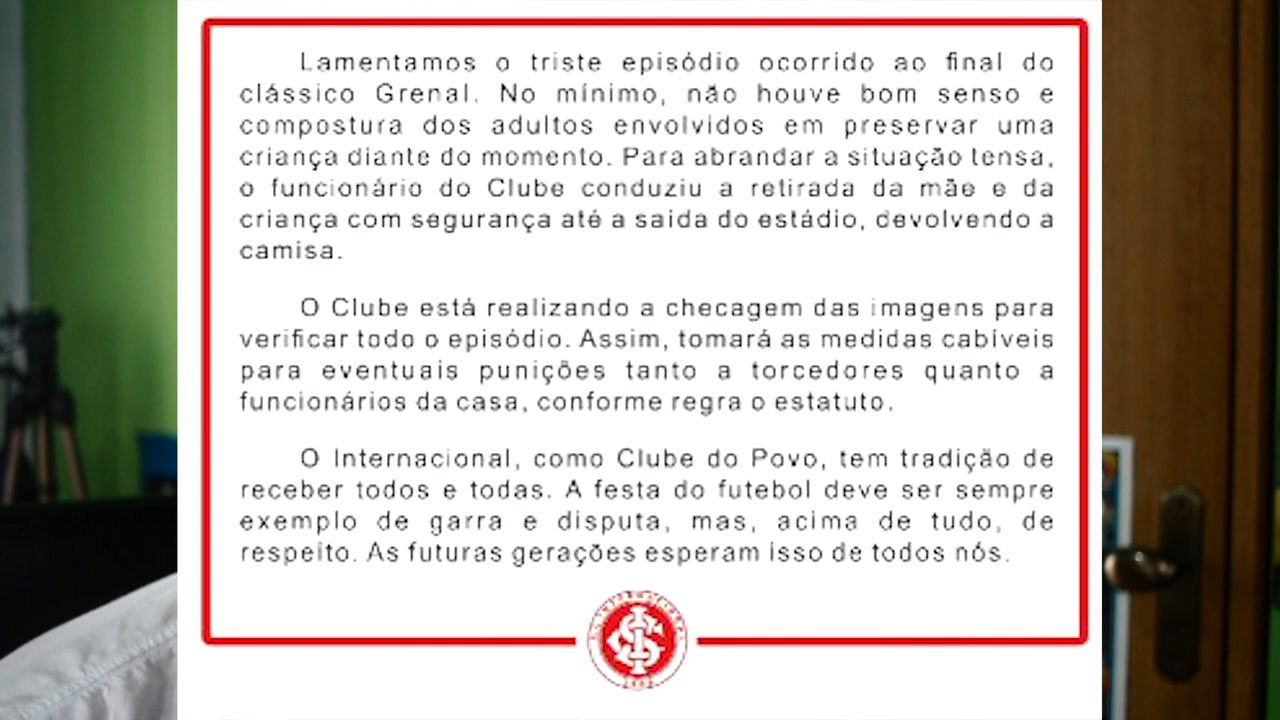 Lamentamos o triste episódio ocorrido ao final do
clássico Grenal. No mínimo, não houve bom senso e
compostura dos adultos envolvidos em preservar uma
criança diante do momento. Para abrandar a situação tensa,
o funcionário do Clube conduziu a retirada da mãe e da
criança com segurança até a saida do estádio, devolvendo a
camisa.
O Clube está realizando a checagem das imagens para
verificar todo o episódio. Assim, tomará as medidas cabíveis
para eventuais punições tanto a torcedores quanto a
funcionários da casa, conforme regra o estatuto.
O Internacional, como Clube do Povo, tem tradição de
receber todos e todas. A festa do futebol deve ser sempre
exemplo de garra e disputa, mas, acima de tudo, de
respeito. As futuras gerações esperam isso de todos nós.